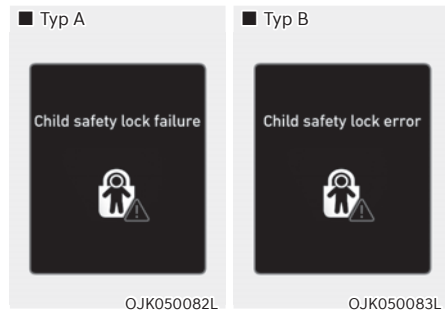 ■ Typ A
Child safety lock failure
OJK050082L
■ Typ B
Child safety lock error
OJK050083L